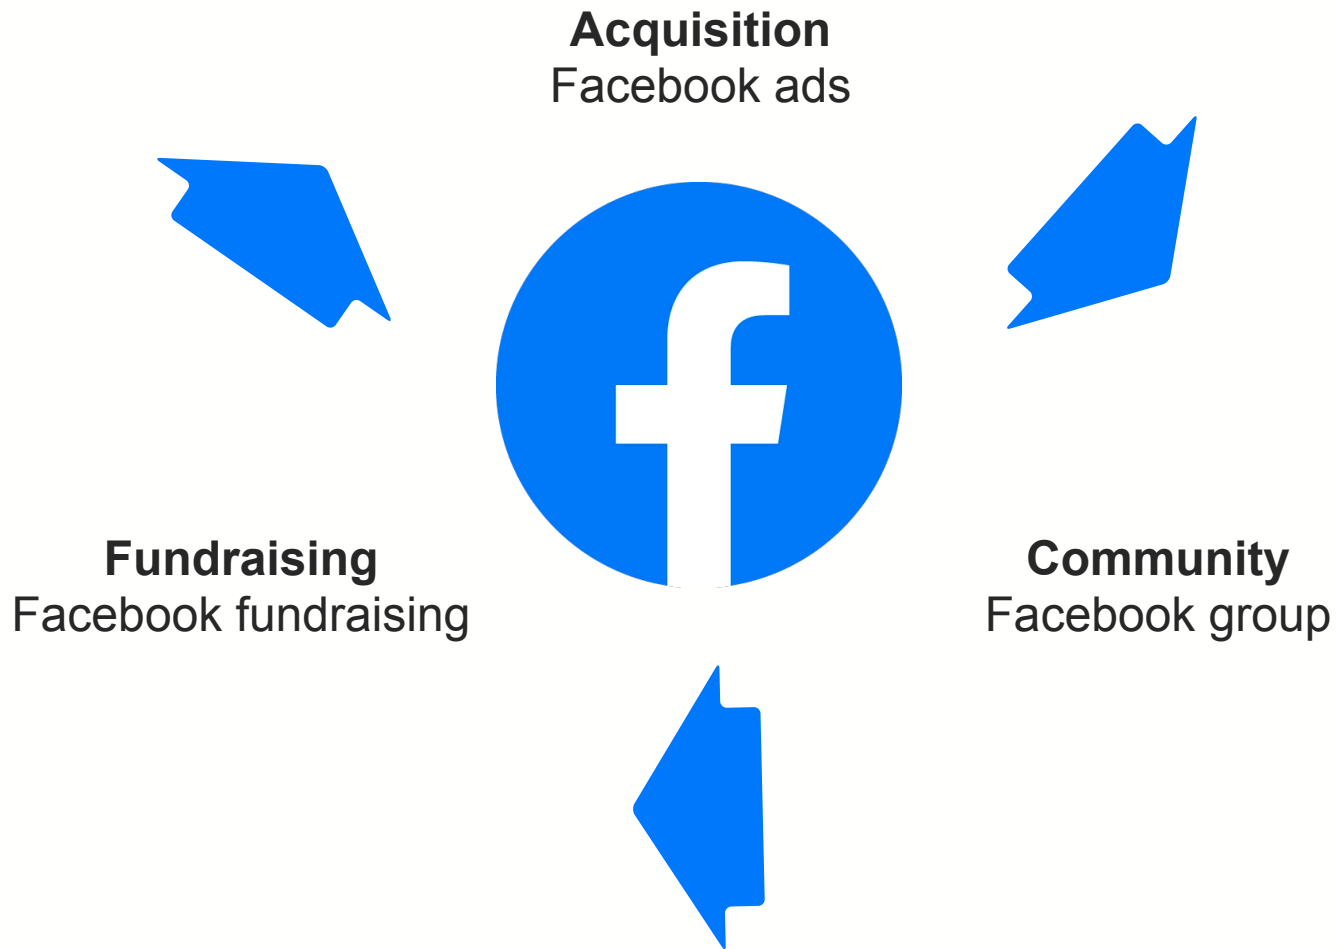 Acquisition
Facebook ads
Fundraising
Facebook fundraising
Community
Facebook group